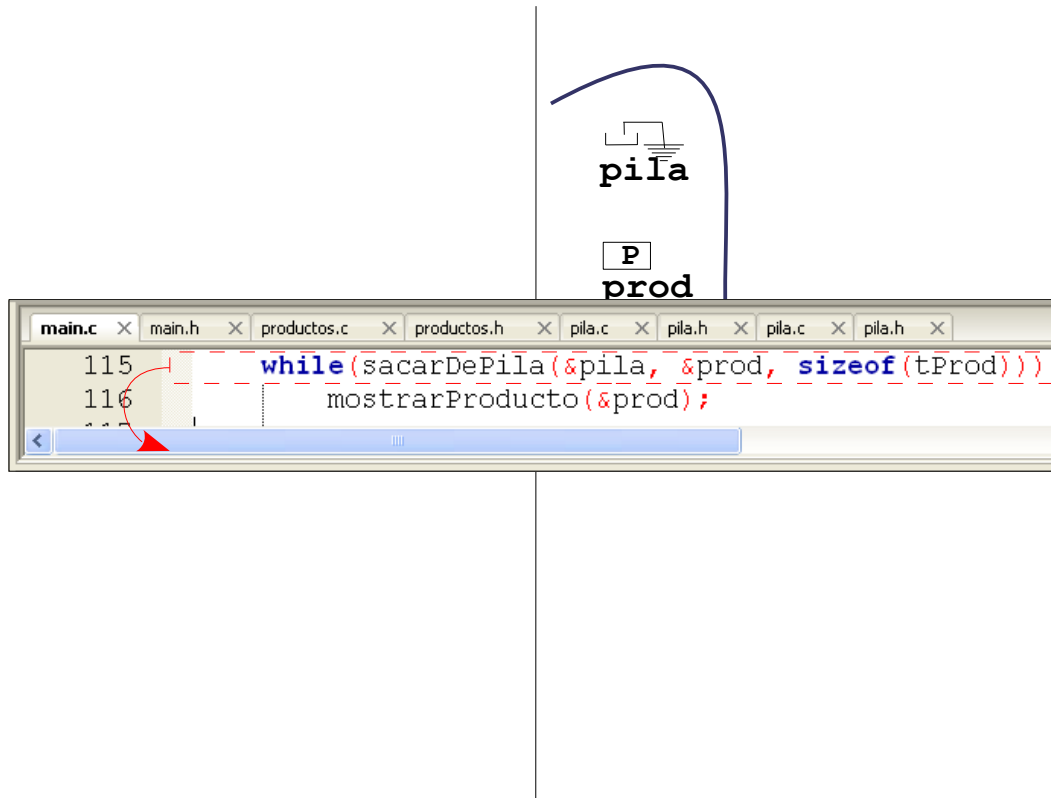 pila
P
prod
main.c main.h productos.c productos.h pila.c pila.h pila.c pila.h
115 while(sacarDePila(&pila, &prod, sizeof(tProd)))
116 mostrarProducto(&prod);